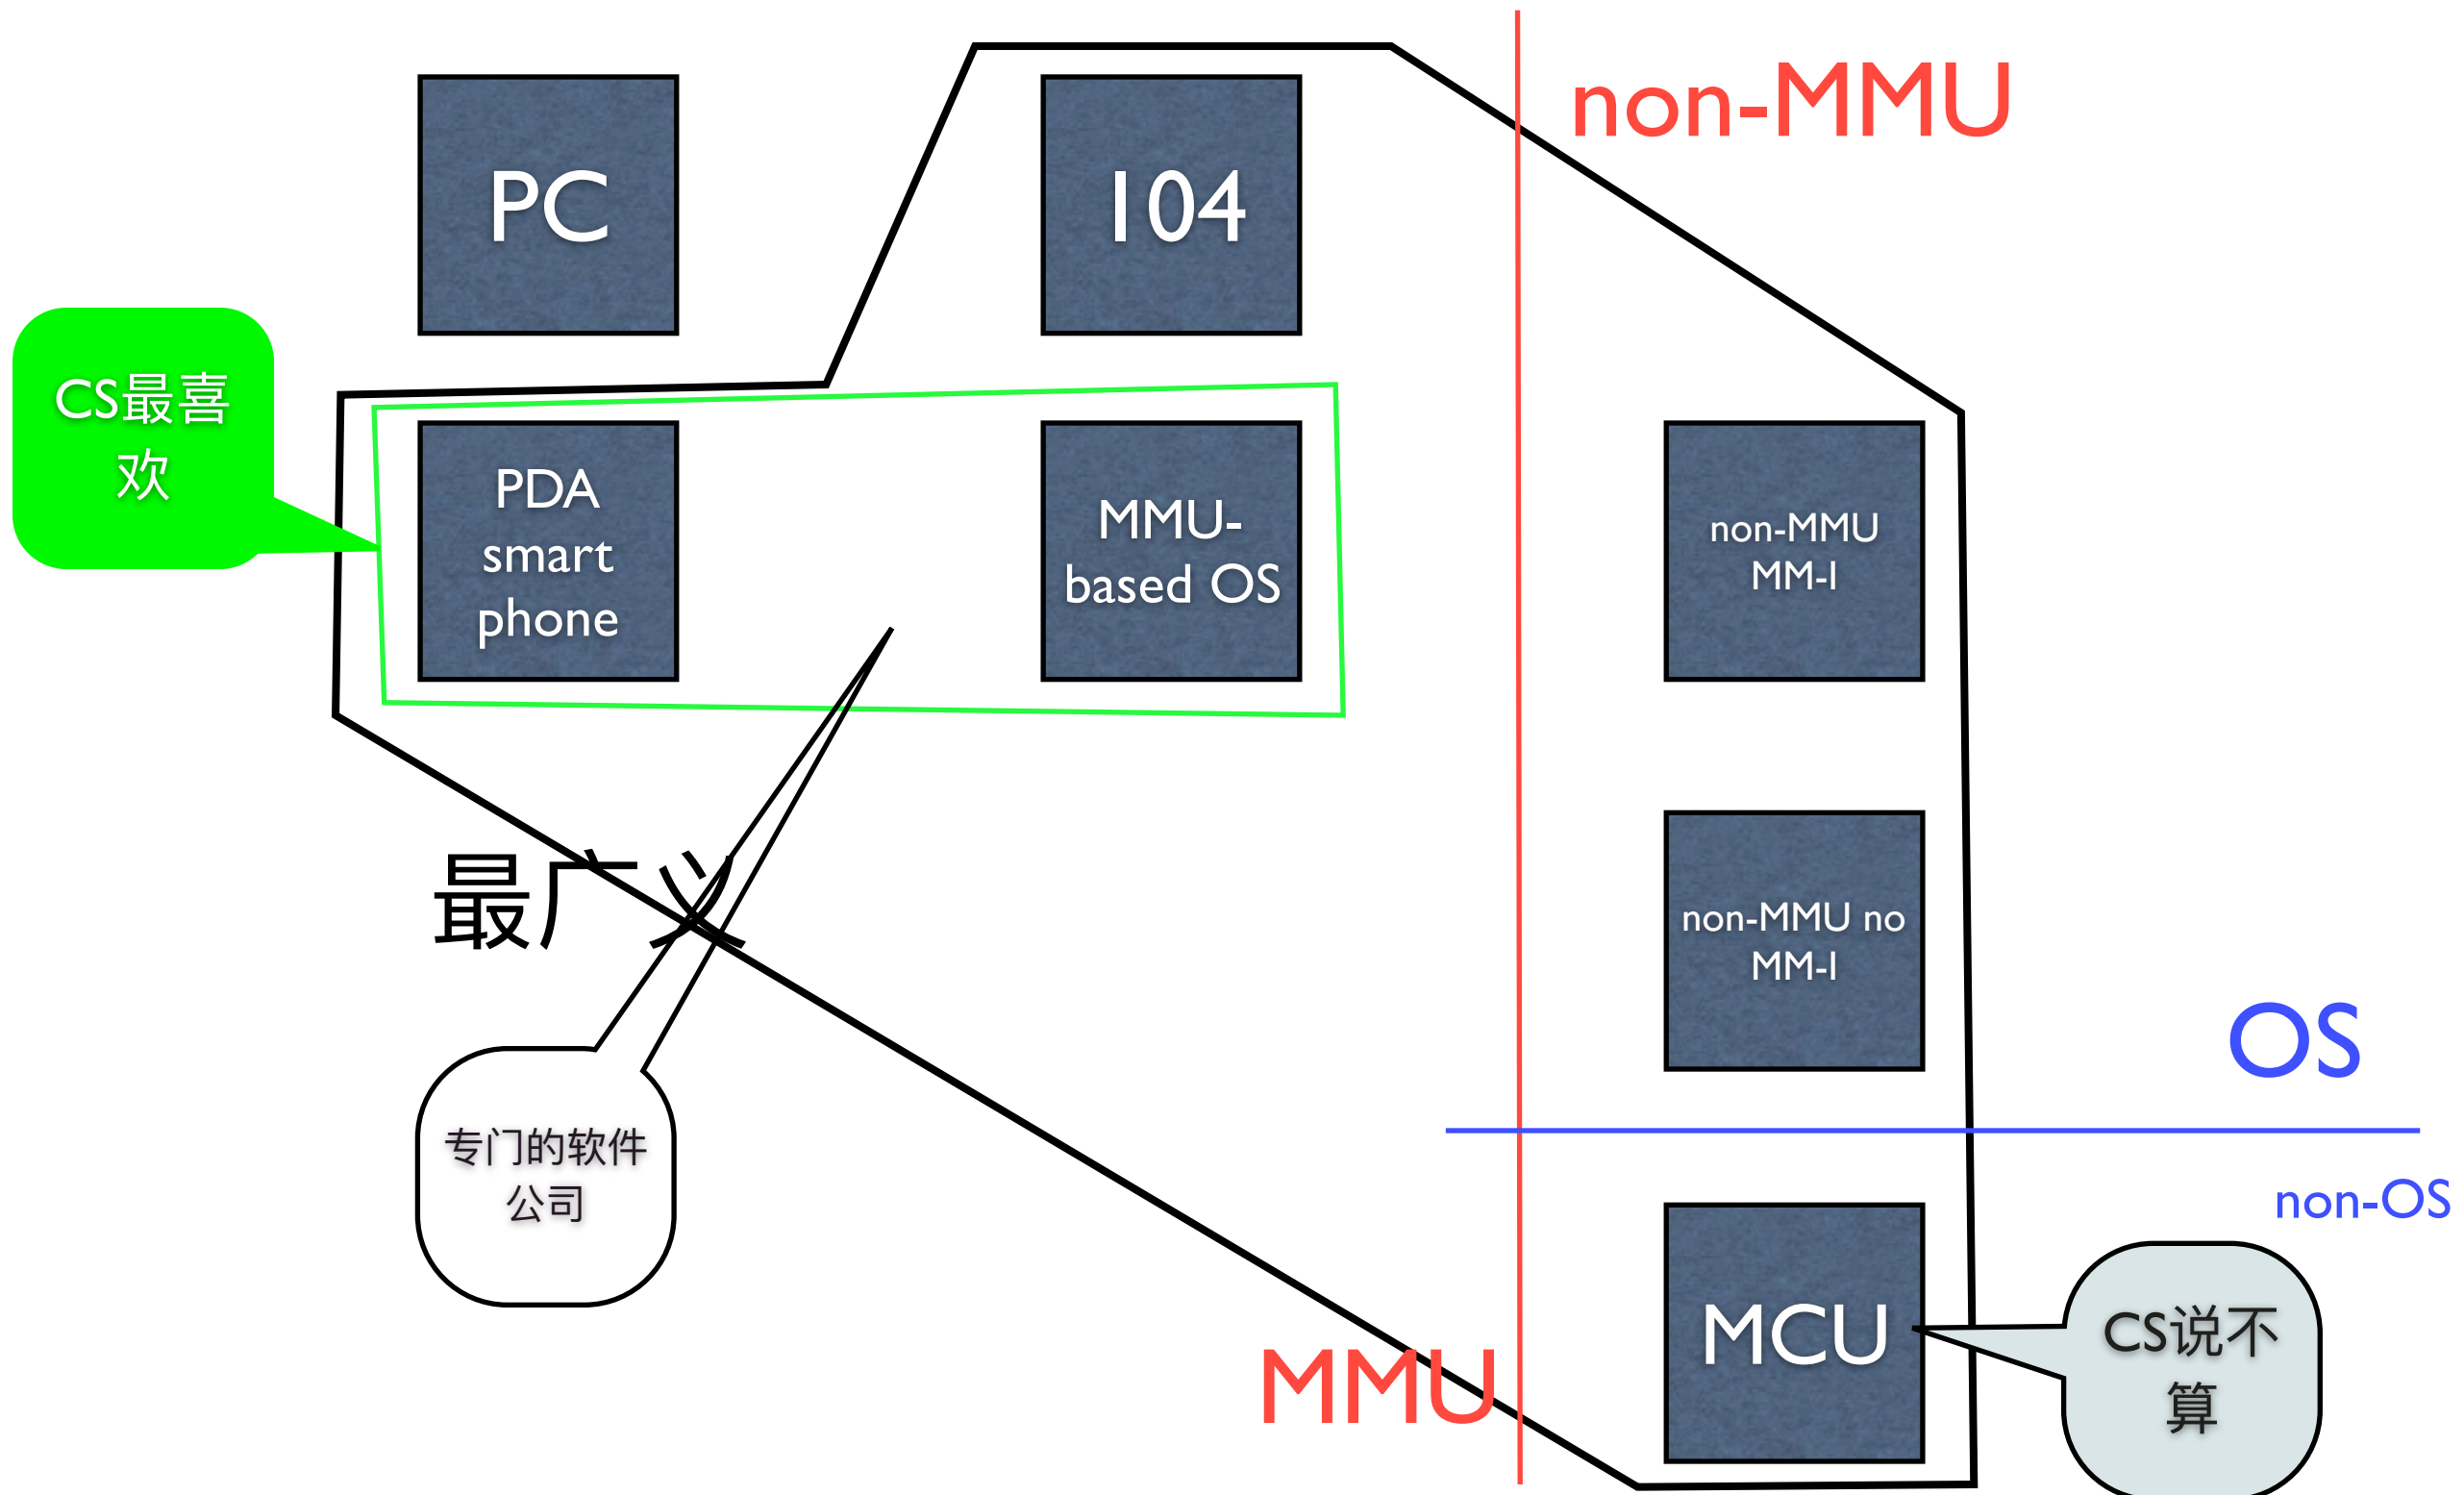 non-MMU
PC
104
CS最喜
欢
PDA
smart
phone
MMU-
based OS
non-MMU
MM-I
最广义
non-MMU no
MM-I
OS
专门的软件
公司
non-OS
MCU
MMU
CS说不
算